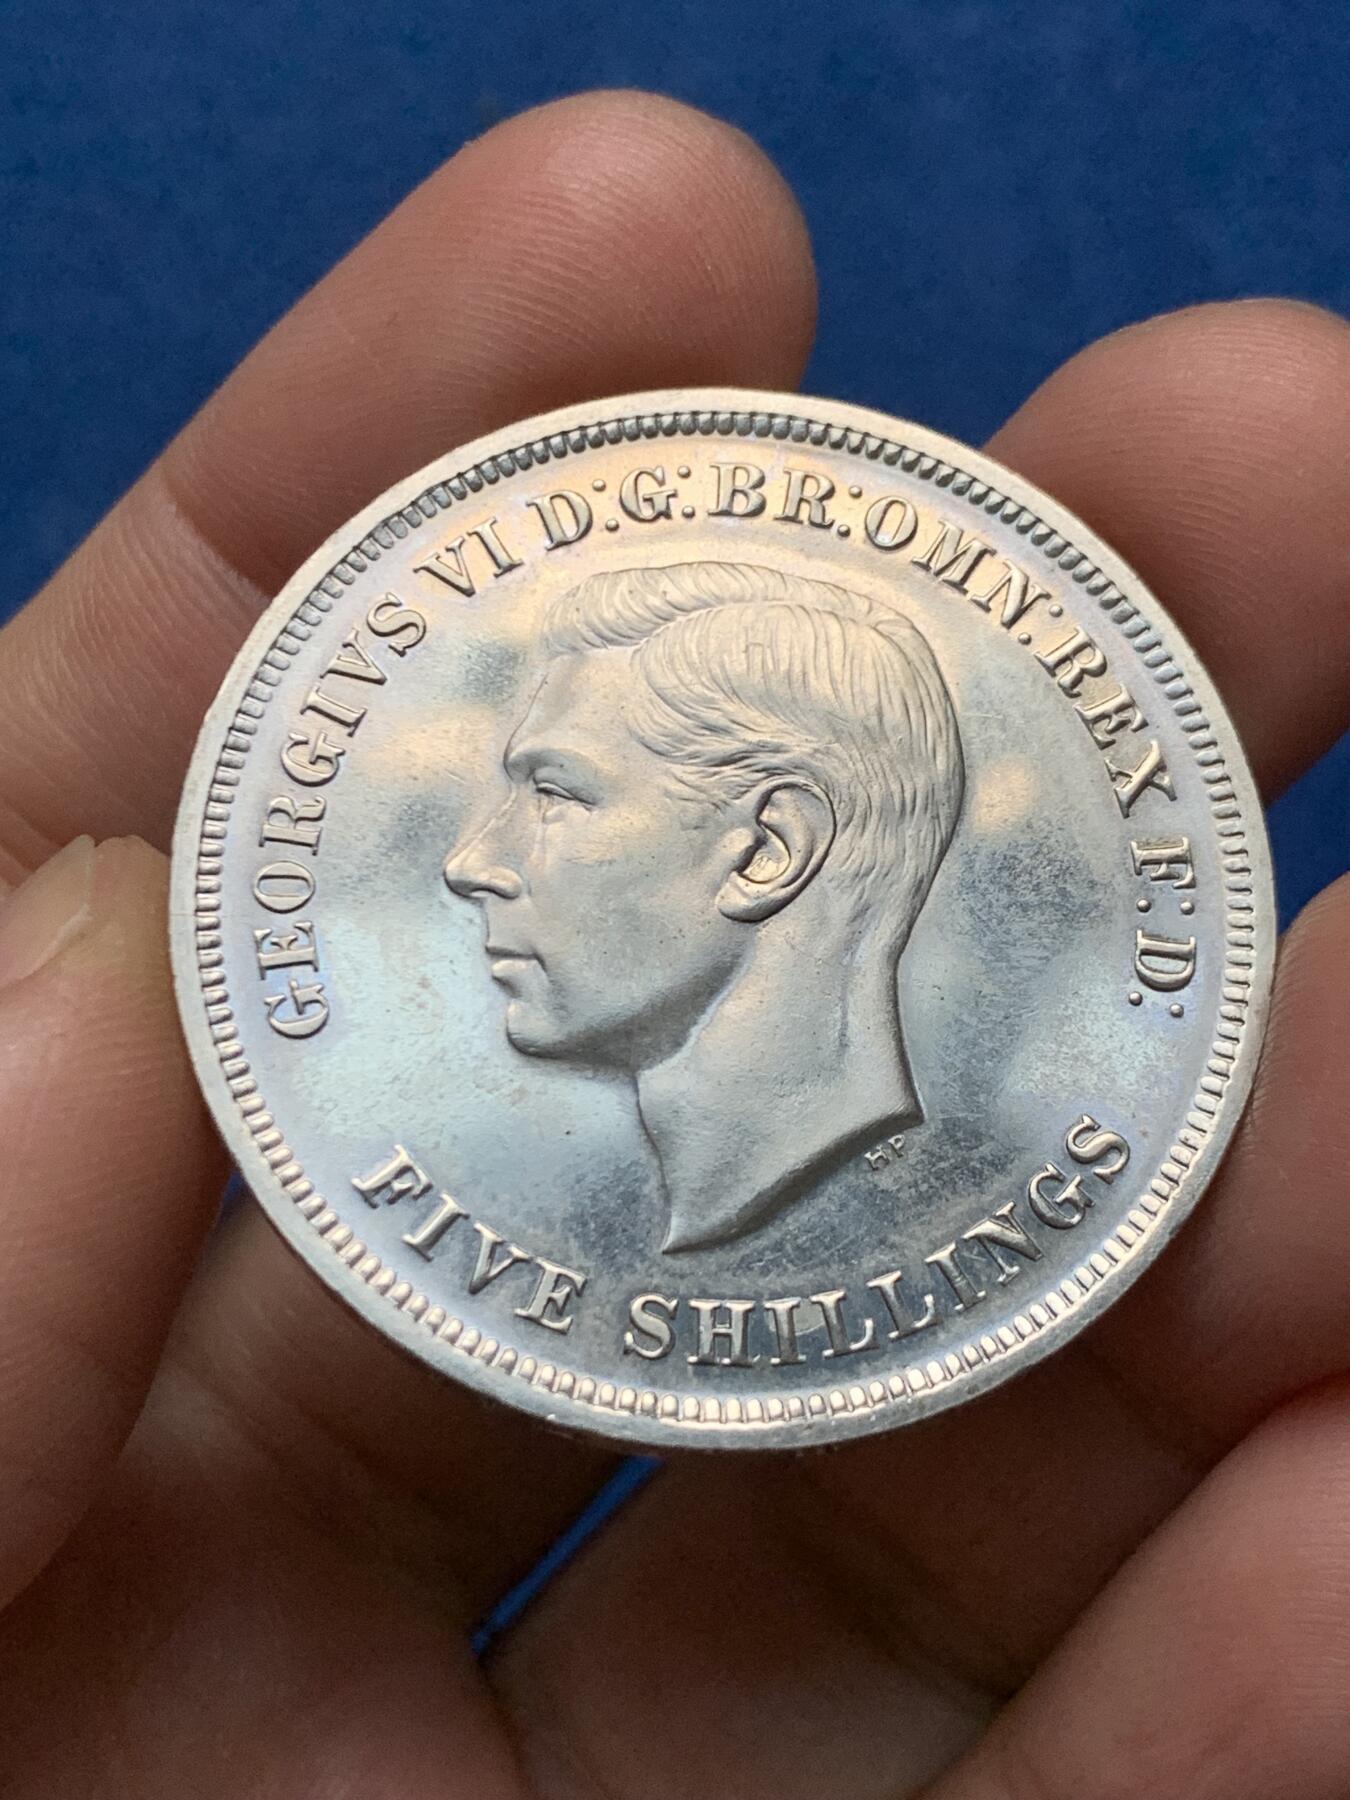 GEORGIVS VI D:G:BR:OMN:REX F:D:
HP
FIVE SHILLINGS